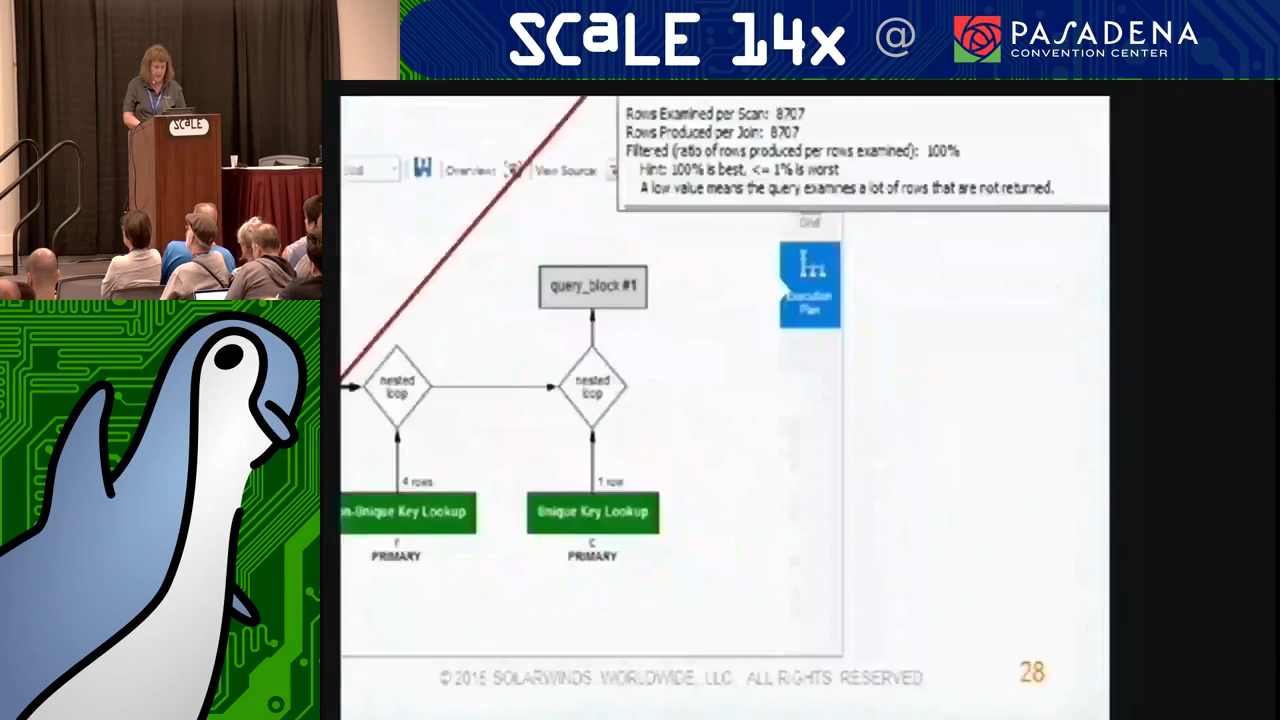 SCALE 14x @ PASADENA
CONVENTION CENTER
SCALE
Rows Examined per Scan: 8707
Rows Produced per Join: 8707
Filtered (ratio of rows produced per rows examined): 100%
Hint: 100% is best, <= 1% is worst
A low value means the query examines a lot of rows that are not returned.
Overview: View Source:
Grid
Execution
Plan
query_block #1
nested
loop
nested
loop
4 rows
1 row
n-Unique Key Lookup
Unique Key Lookup
PRIMARY
PRIMARY
© 2015 SOLARWINDS WORLDWIDE, LLC. ALL RIGHTS RESERVED
28